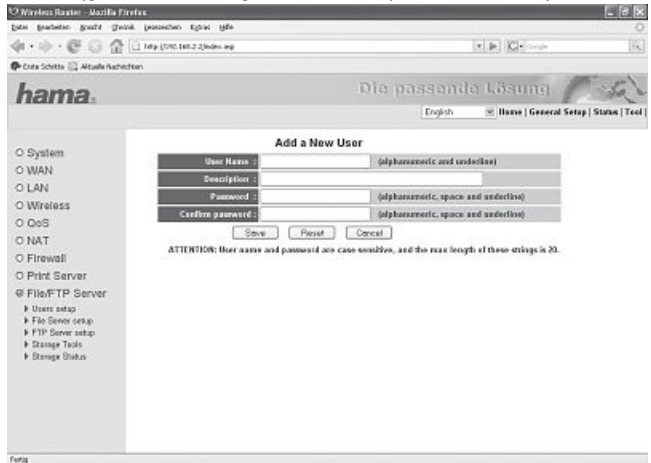 Wireless Router - Mozilla Firefox
Datei Bearbeiten Ansicht Chronik Lesezeichen Extras Hilfe
Google
Erste Schritte Aktuelle Nachrichten
hama.
Die passende Lösung
English Home | General Setup | Status | Tool |
System
WAN
LAN
Wireless
QoS
NAT
Firewall
Print Server
File/FTP Server
Users setup
File Server setup
FTP Server setup
Storage Tools
Storage Status
Add a New User
User Name : (alphanumeric and underline)
Description :
Password : (alphanumeric, space and underline)
Confirm password : (alphanumeric, space and underline)
Save Reset Cancel
ATTENTION: User name and password are case sensitive, and the max length of these strings is 20.
Fertig